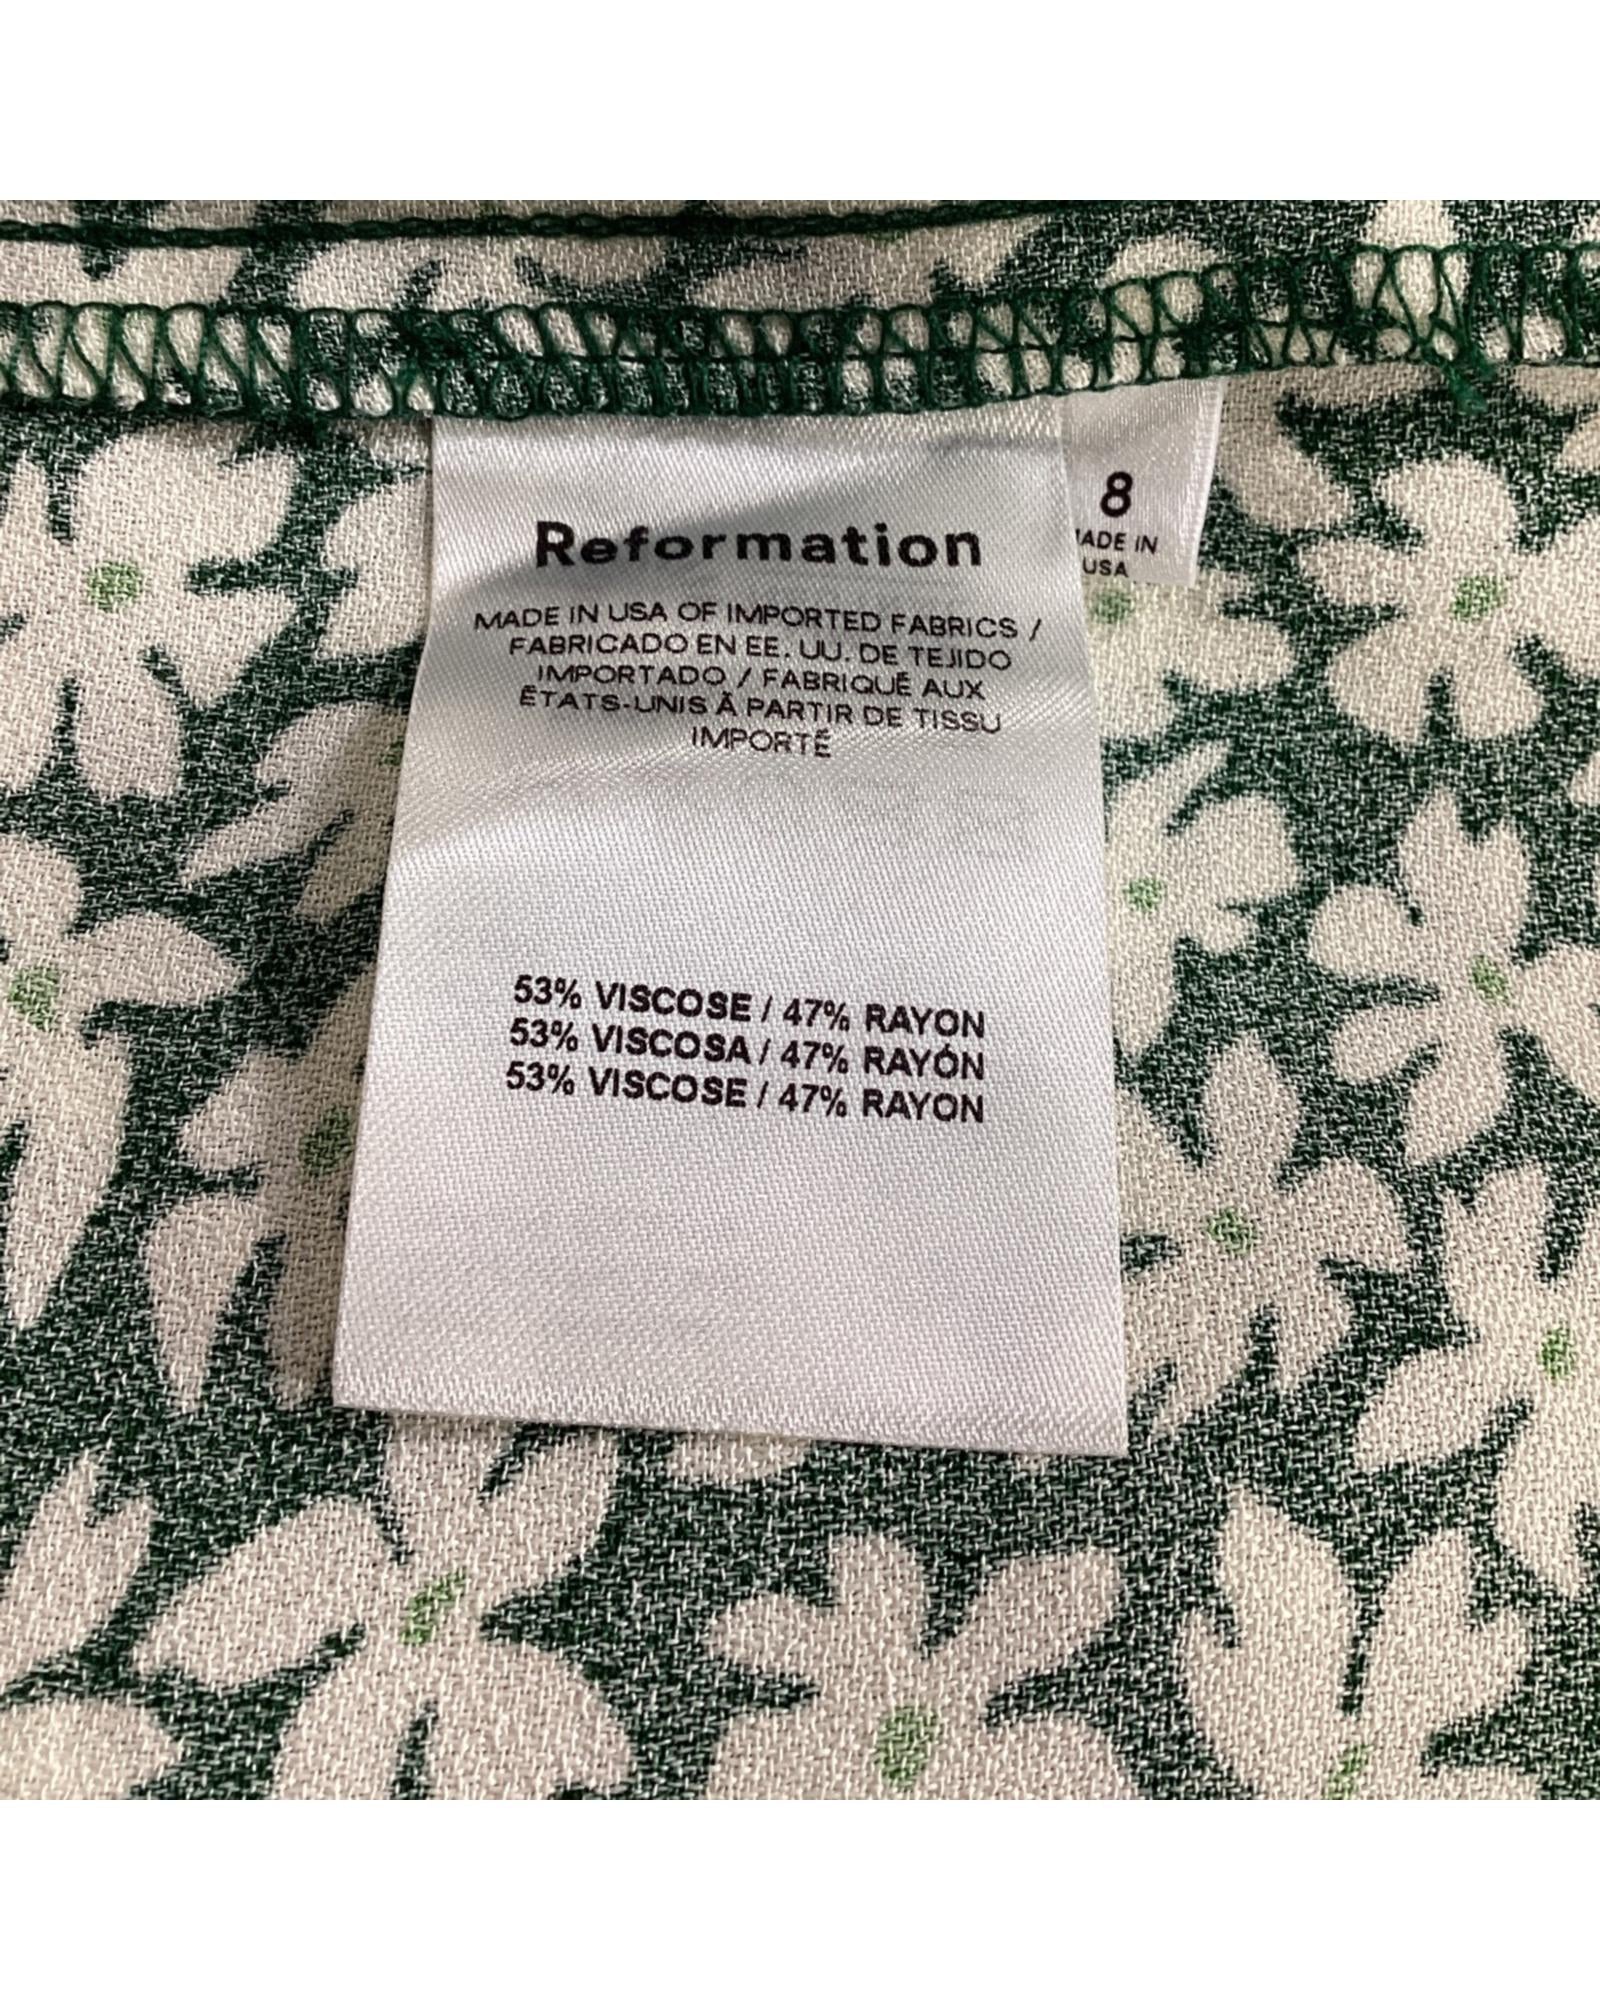 Reformation
MADE IN USA OF IMPORTED FABRICS /
FABRICADO EN EE. UU. DE TEJIDO
IMPORTADO / FABRIQUÉ AUX
ÉTATS-UNIS À PARTIR DE TISSU
IMPORTÉ
53% VISCOSE / 47% RAYON
53% VISCOSA / 47% RAYÓN
53% VISCOSE / 47% RAYON
8
ADE IN
USA